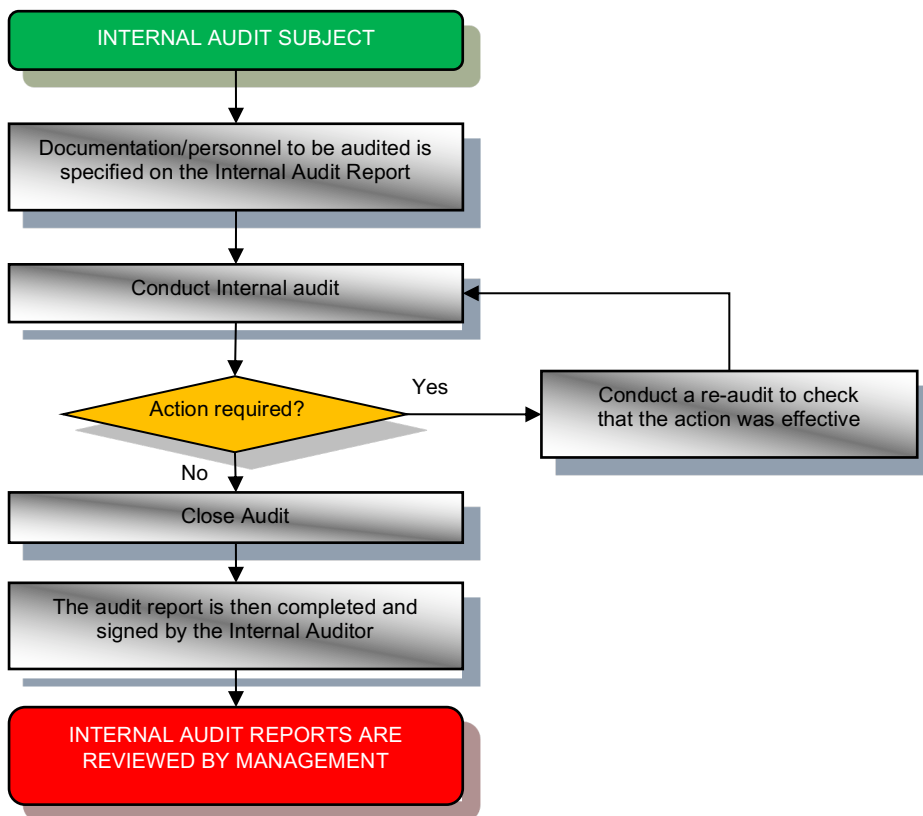 INTERNAL AUDIT SUBJECT
Documentation/personnel to be audited is
specified on the Internal Audit Report
Conduct Internal audit
Action required?
Yes
Conduct a re-audit to check
that the action was effective
No
Close Audit
The audit report is then completed and
signed by the Internal Auditor
INTERNAL AUDIT REPORTS ARE
REVIEWED BY MANAGEMENT